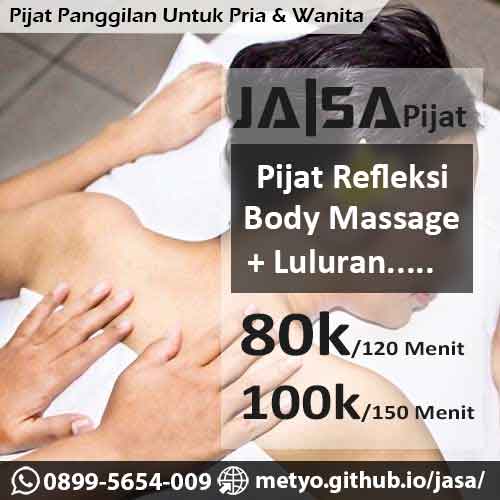 Pijat Panggilan Untuk Pria & Wanita
JA|SA Pijat
Pijat Refleksi
Body Massage
+ Luluran.....
80k/120 Menit
100k/150 Menit
0899-5654-009 metyo.github.io/jasa/